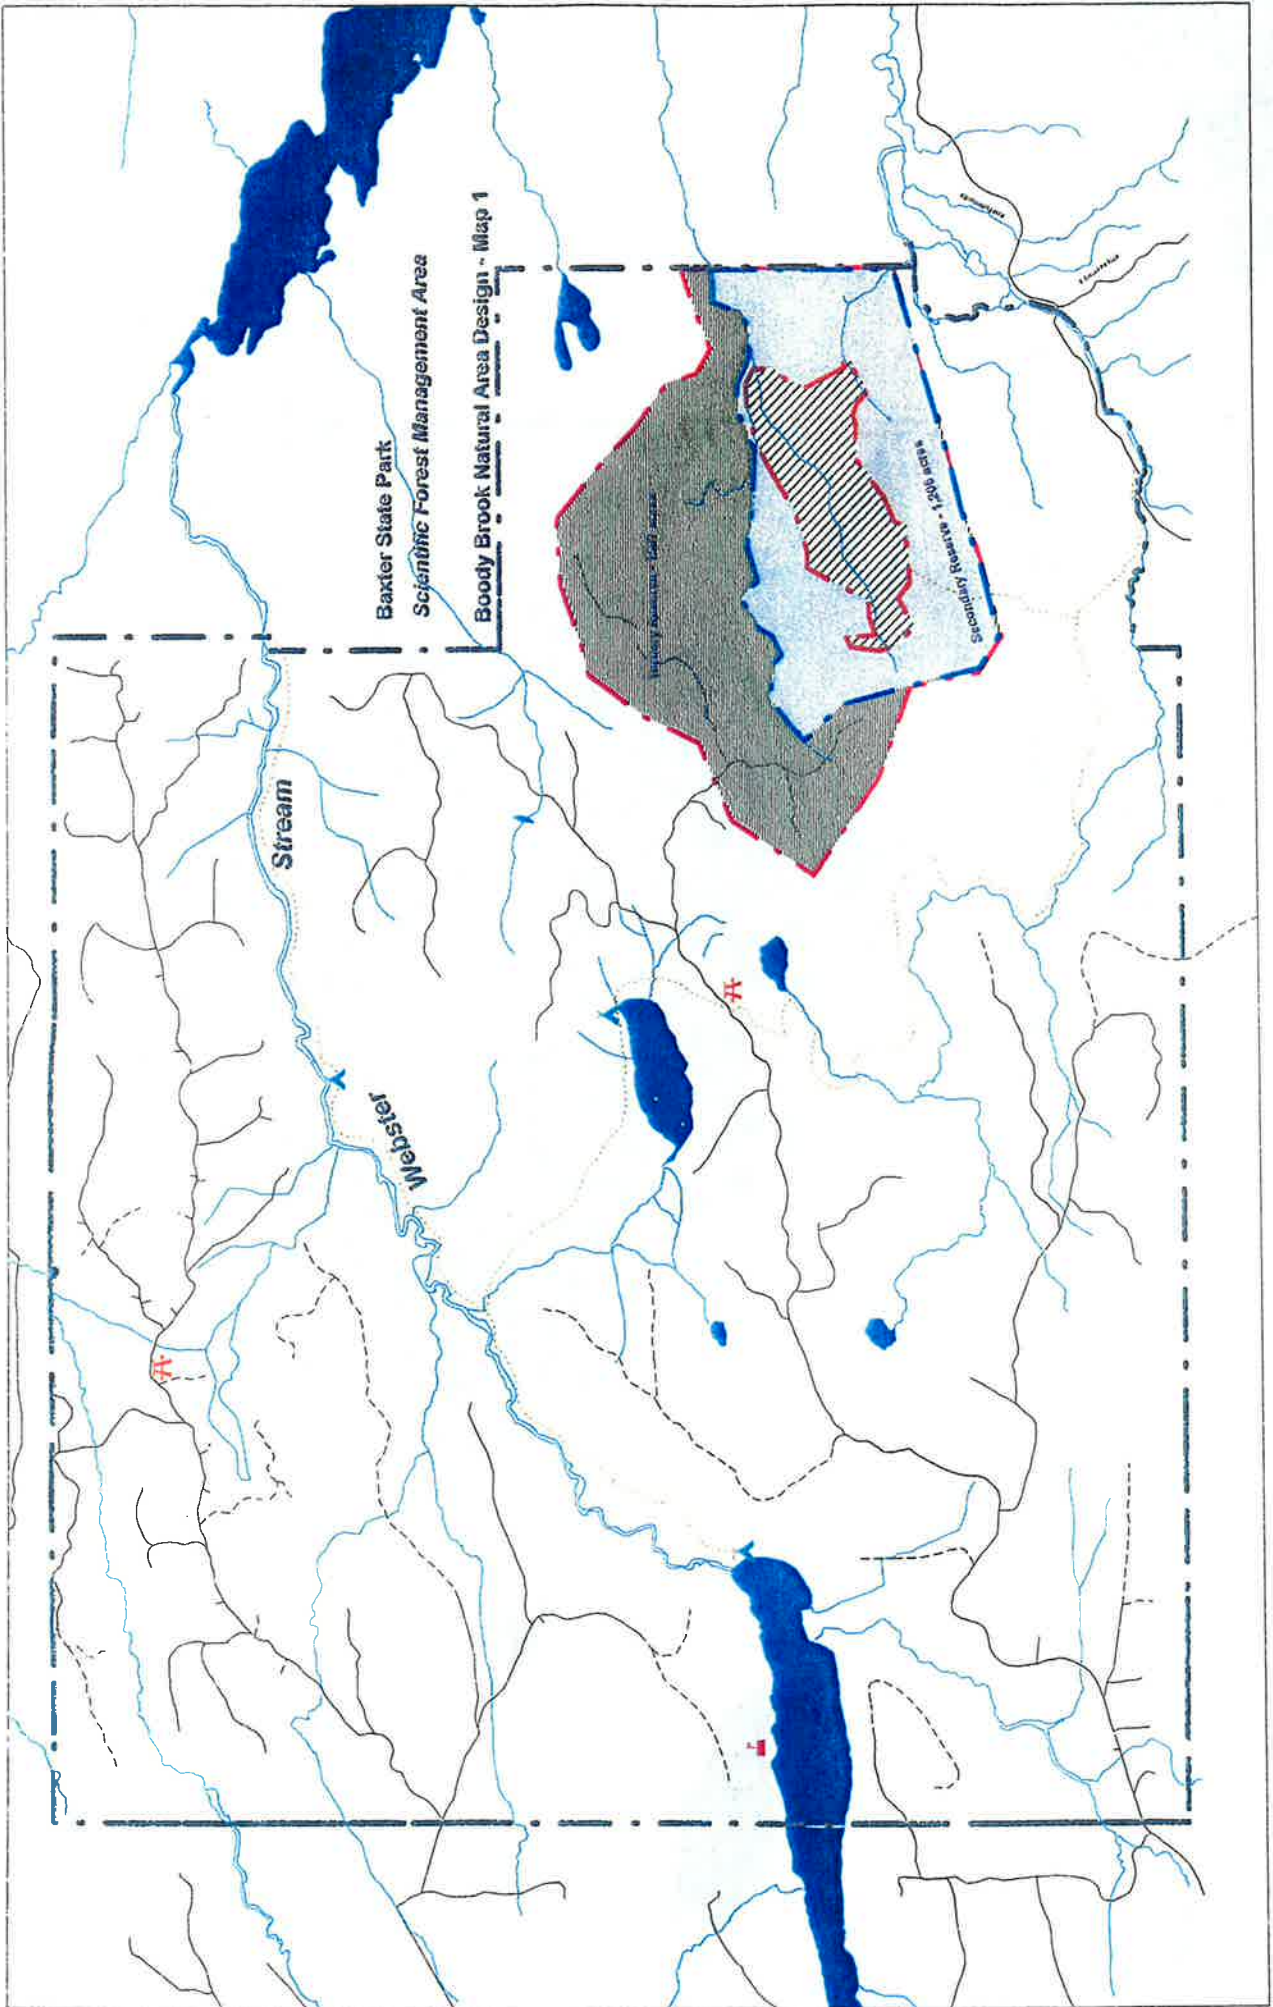 Baxter State Park
Scientific Forest Management Area
Boody Brook Natural Area Design - Map 1
Secondary Reserve - 1,206 acres
Stream
Webster